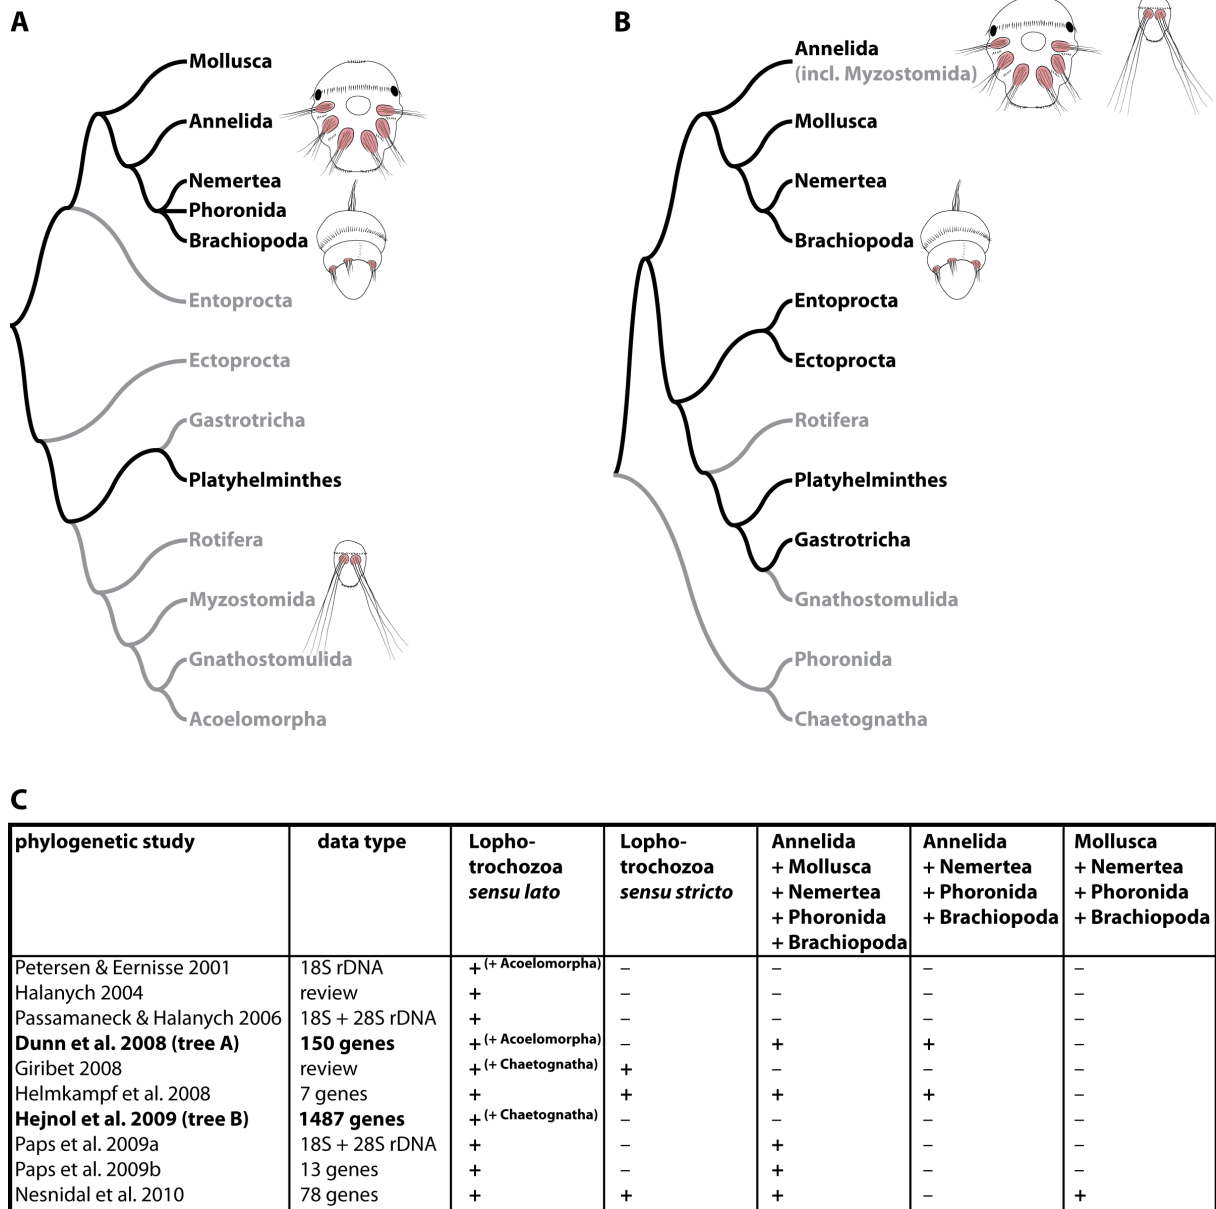 A
Mollusca
Annelida
Nemertea
Phoronida
Brachiopoda
Entoprocta
Ectoprocta
Gastrotricha
Platyhelminthes
Rotifera
Myzostomida
Gnathostomulida
Acoelomorpha
B
Annelida
(incl. Myzostomida)
Mollusca
Nemertea
Brachiopoda
Entoprocta
Ectoprocta
Rotifera
Platyhelminthes
Gastrotricha
Gnathostomulida
Phoronida
Chaetognatha
C
phylogenetic study
data type
Lopho-
trochozoa
sensu lato
Lopho-
trochozoa
sensu stricto
Annelida
+ Mollusca
+ Nemertea
+ Phoronida
+ Brachiopoda
Annelida
+ Nemertea
+ Phoronida
+ Brachiopoda
Mollusca
+ Nemertea
+ Phoronida
+ Brachiopoda
Petersen & Eernisse 2001 18S rDNA + (+ Acoelomorpha) – – – –
Halanych 2004 review + – – – –
Passamaneck & Halanych 2006 18S + 28S rDNA + – – – –
Dunn et al. 2008 (tree A) 150 genes + (+ Acoelomorpha) – + + –
Giribet 2008 review + (+ Chaetognatha) + – – –
Helmkampf et al. 2008 7 genes + + + + –
Hejnol et al. 2009 (tree B) 1487 genes + (+ Chaetognatha) – – – –
Paps et al. 2009a 18S + 28S rDNA + – + – –
Paps et al. 2009b 13 genes + – + – –
Nesnidal et al. 2010 78 genes + + + – +